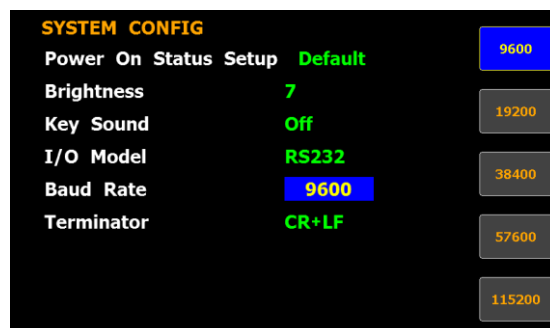 SYSTEM CONFIG
Power On Status Setup Default
Brightness 7
Key Sound Off
I/O Model RS232
Baud Rate 9600
Terminator CR+LF
9600
19200
38400
57600
115200